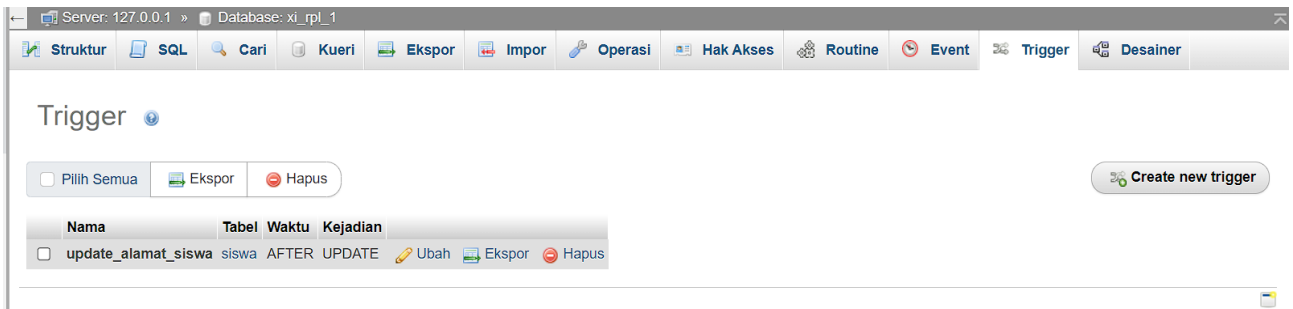 ← Server: 127.0.0.1 » Database: xi_rpl_1
Struktur SQL Cari Kueri Ekspor Impor Operasi Hak Akses Routine Event Trigger Desainer
Trigger
Pilih Semua Ekspor Hapus Create new trigger
Nama Tabel Waktu Kejadian
update_alamat_siswa siswa AFTER UPDATE Ubah Ekspor Hapus